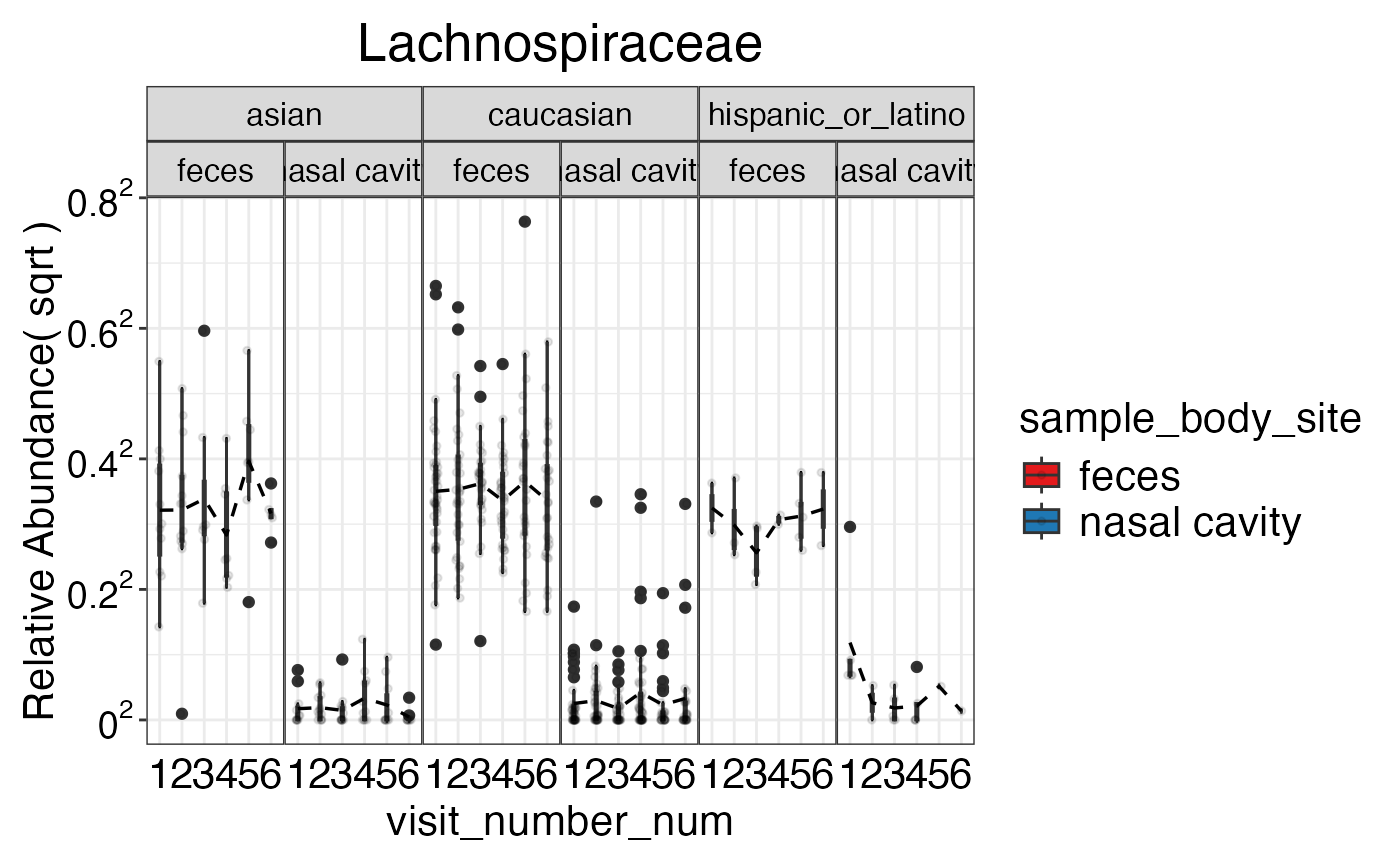 Lachnospiraceae
asian caucasian hispanic_or_latino
feces asal cavit feces asal cavit feces asal cavit
Relative Abundance( sqrt )
0.8²
0.6²
0.4²
0.2²
0²
123456 123456 123456 123456 123456 123456
visit_number_num
sample_body_site
feces
nasal cavity